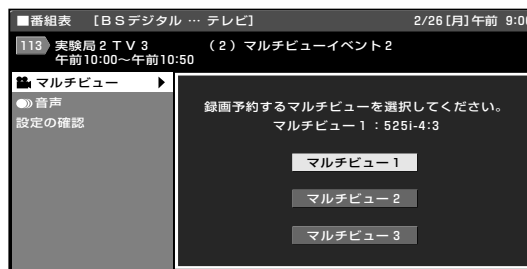 ■番組表 [BSデジタル … テレビ] 2/26[月]午前 9:00
113 実験局2TV3 (2)マルチビューイベント2
午前10:00～午前10:50
マルチビュー ▶
音声
設定の確認
録画予約するマルチビューを選択してください。
マルチビュー1:525i-4:3
マルチビュー1
マルチビュー2
マルチビュー3